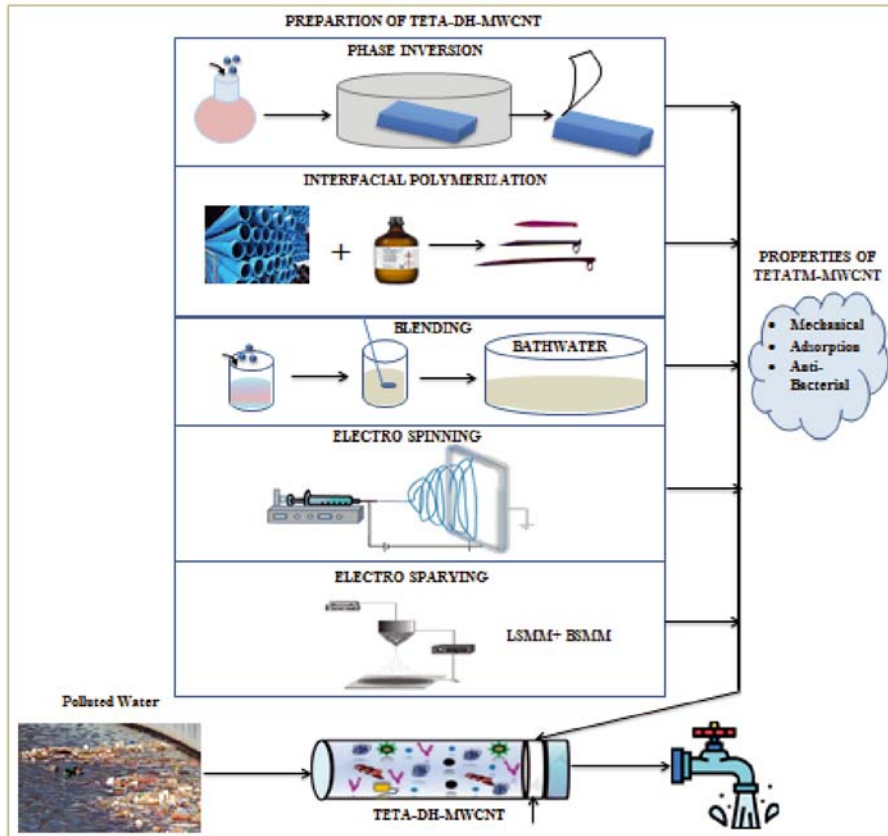 PREPARTION OF TETA-DH-MWCNT
PHASE INVERSION
INTERFACIAL POLYMERIZATION
+
BLENDING
BATHWATER
ELECTRO SPINNING
ELECTRO SPARYING
LSMM+ BSMM
PROPERTIES OF
TETATM-MWCNT
• Mechanical
• Adsorption
• Anti-
Bacterial
Polluted Water
TETA-DH-MWCNT